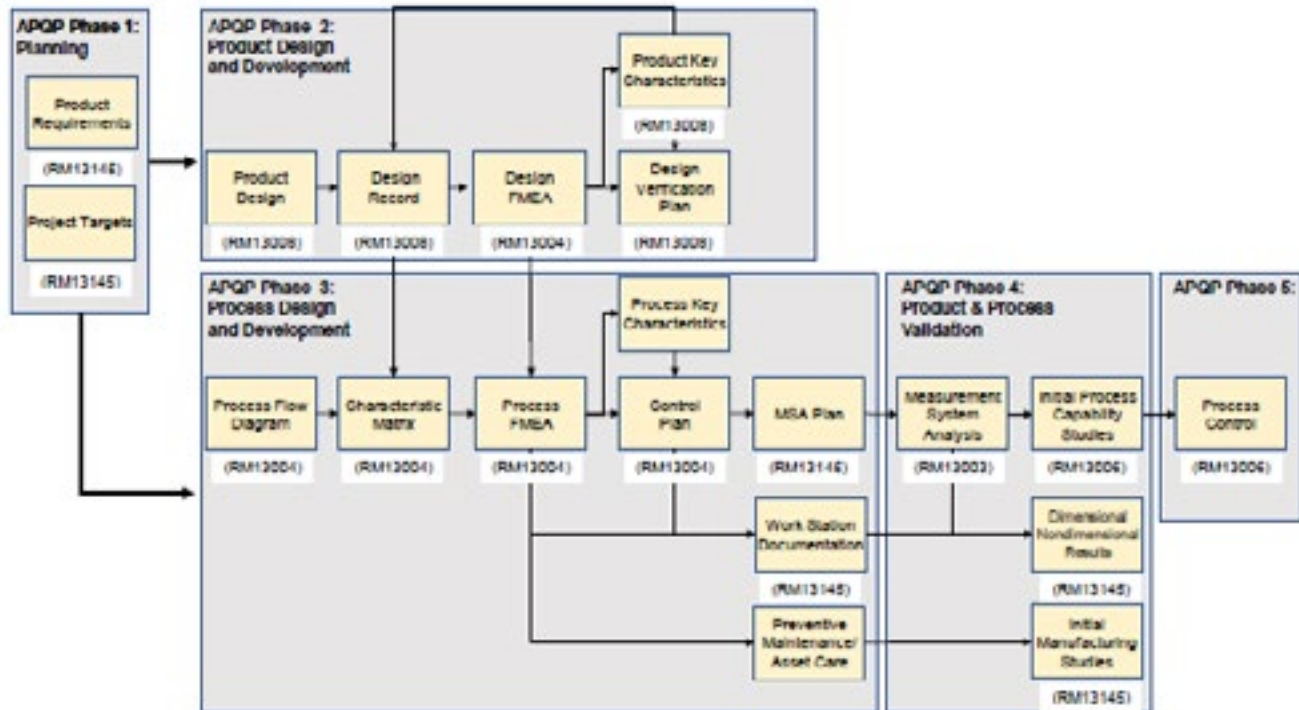 APQP Phase 1:
Planning
Product
Requirements
(RM13145)
Project Targets
(RM13145)
APQP Phase 2:
Product Design
and Development
Product Key
Characteristics
(RM13008)
Product
Design
(RM13008)
Design
Record
(RM13008)
Design
FMEA
(RM13004)
Design
Verification
Plan
(RM13008)
APQP Phase 3:
Process Design
and Development
Process Key
Characteristics
Process Flow
Diagram
(RM13004)
Characteristic
Matrix
(RM13004)
Process
FMEA
(RM13004)
Control
Plan
(RM13004)
MSA Plan
(RM13145)
Work Station
Documentation
(RM13145)
Preventive
Maintenance/
Asset Care
APQP Phase 4:
Product & Process
Validation
Measurement
System
Analysis
(RM13003)
Initial Process
Capability
Studies
(RM13006)
Dimensional
Nondimensional
Results
(RM13145)
Initial
Manufacturing
Studies
(RM13145)
APQP Phase 5:
Process
Control
(RM13006)